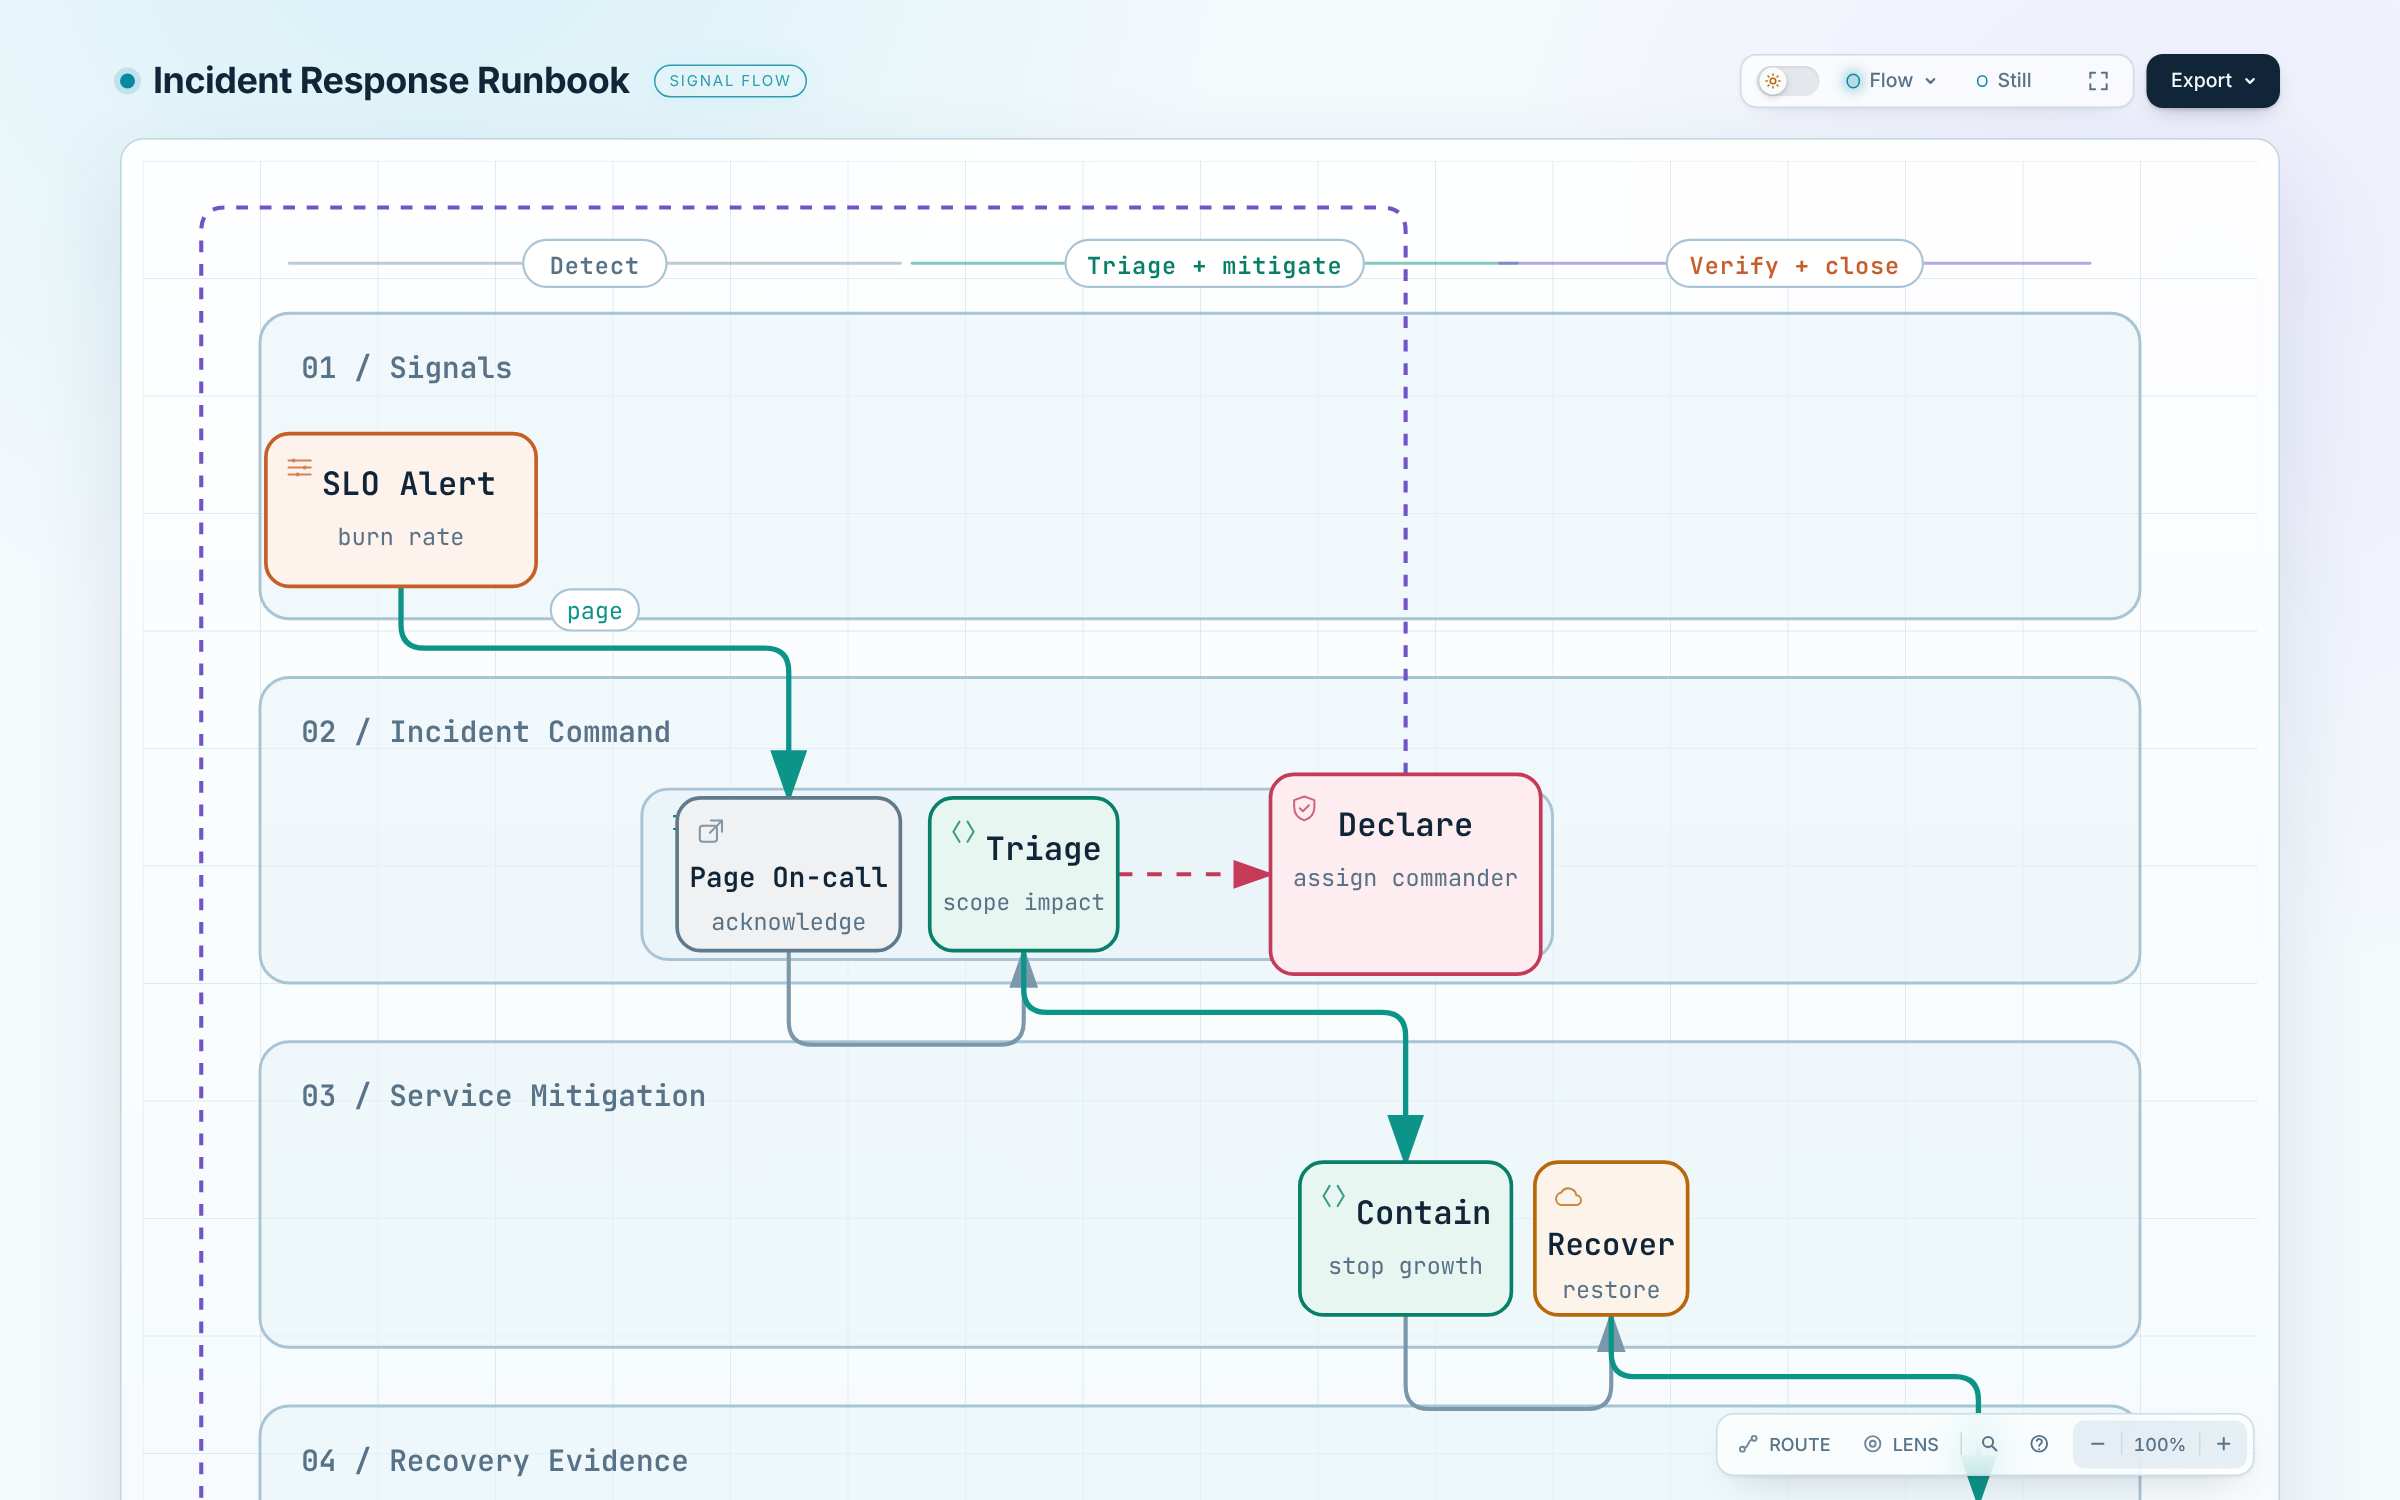 Incident Response Runbook
SIGNAL FLOW
Flow
Still
Export
Detect
Triage + mitigate
Verify + close
01 / Signals
SLO Alert
burn rate
page
02 / Incident Command
Page On-call
acknowledge
Triage
scope impact
Declare
assign commander
03 / Service Mitigation
Contain
stop growth
Recover
restore
04 / Recovery Evidence
ROUTE
LENS
100%